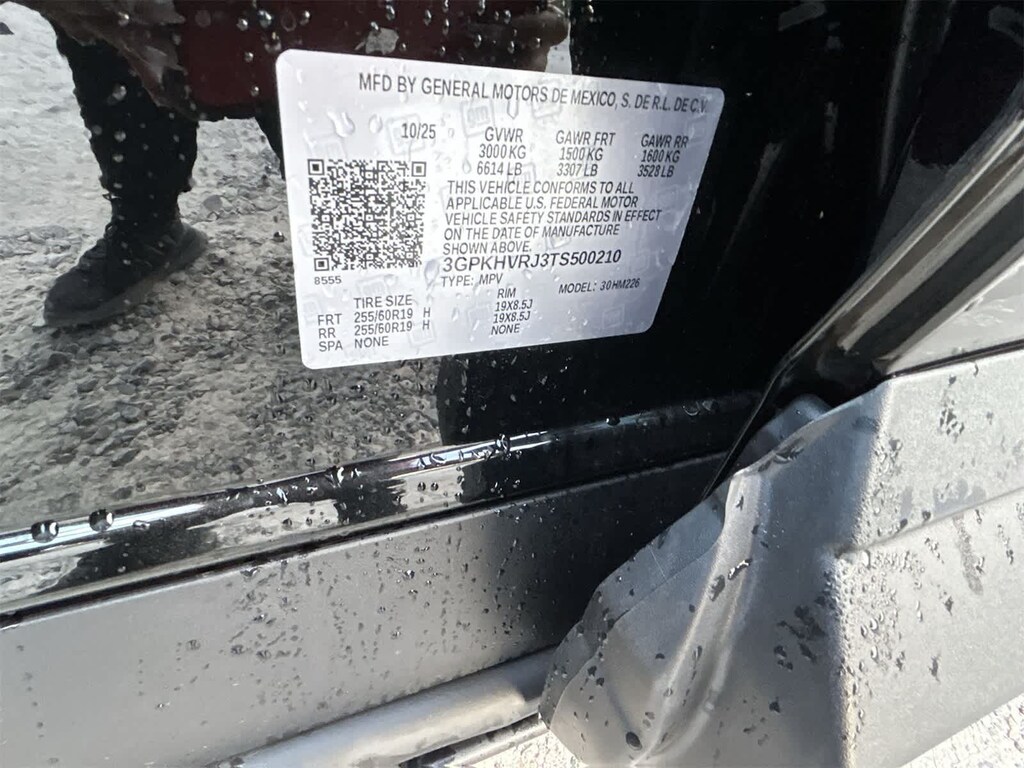 MFD BY GENERAL MOTORS DE MEXICO, S. DE R.L. DE C.V.
10/25 GVWR GAWR FRT GAWR RR
3000 KG 1500 KG 1600 KG
6614 LB 3307 LB 3528 LB
THIS VEHICLE CONFORMS TO ALL
APPLICABLE U.S. FEDERAL MOTOR
VEHICLE SAFETY STANDARDS IN EFFECT
ON THE DATE OF MANUFACTURE
SHOWN ABOVE.
3GPKHVRJ3TS500210
8555 TYPE: MPV MODEL: 30HM226
TIRE SIZE RIM
FRT 255/60R19 H 19X8.5J
RR 255/60R19 H 19X8.5J
SPA NONE NONE